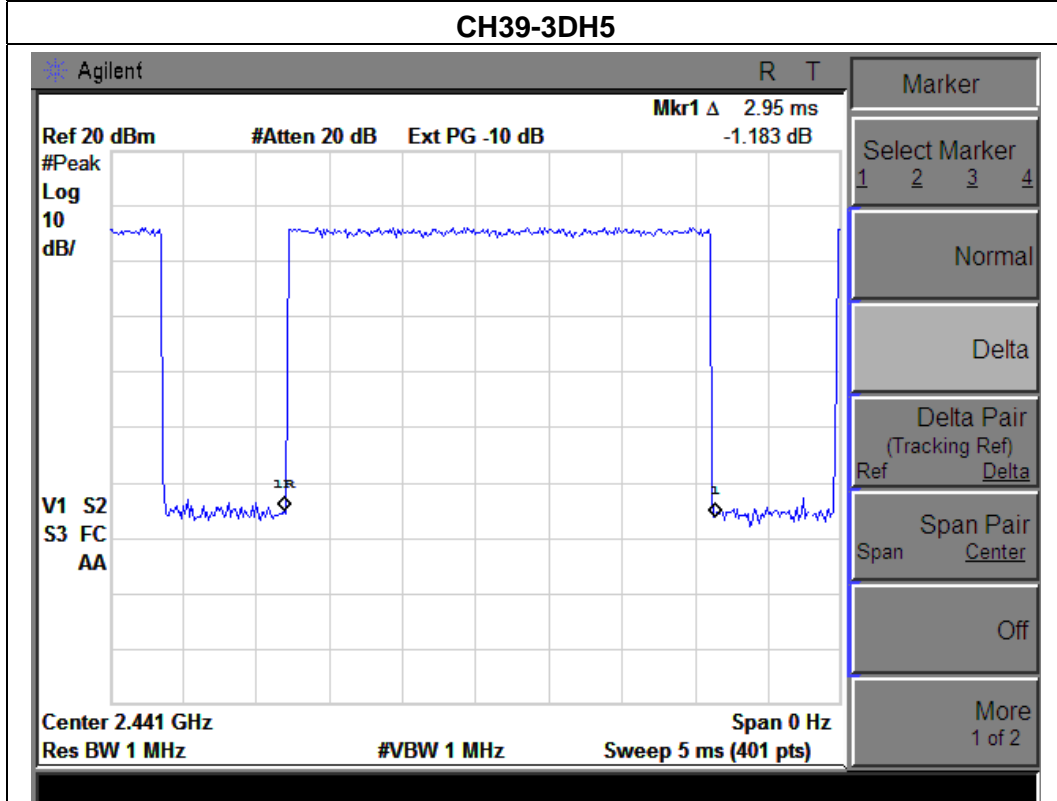 CH39-3DH5
Agilent R T
Mkr1 Δ 2.95 ms
Ref 20 dBm #Atten 20 dB Ext PG -10 dB -1.183 dB
#Peak
Log
10
dB/
1R
1
V1 S2
S3 FC
AA
Center 2.441 GHz Span 0 Hz
Res BW 1 MHz #VBW 1 MHz Sweep 5 ms (401 pts)
Marker
Select Marker
1 2 3 4
Normal
Delta
Delta Pair
(Tracking Ref)
Ref Delta
Span Pair
Span Center
Off
More
1 of 2